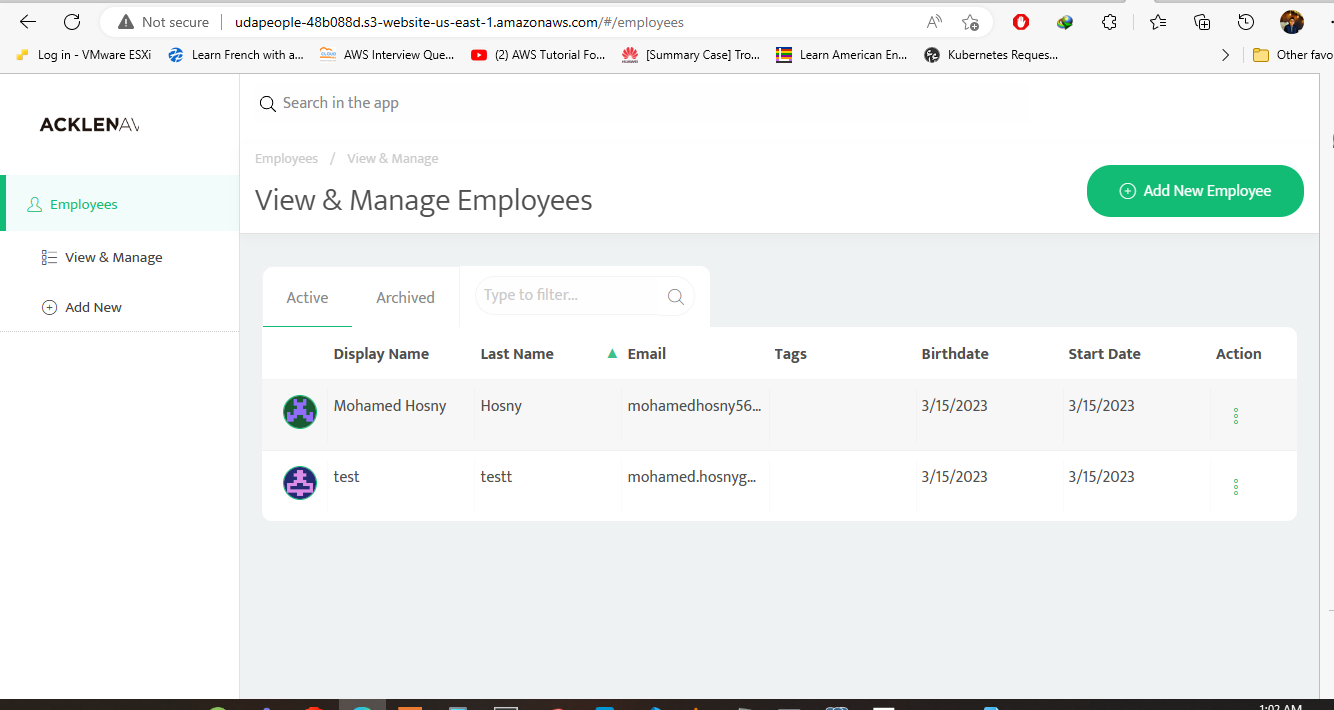 Not secure | udapeople-48b088d.s3-website-us-east-1.amazonaws.com/#/employees
Log in - VMware ESXi Learn French with a... AWS Interview Que... (2) AWS Tutorial Fo... [Summary Case] Tro... Learn American En... Kubernetes Reques... Other favo
ACKLENAV
Search in the app
Employees / View & Manage
View & Manage Employees
Add New Employee
Employees
View & Manage
Add New
Active Archived Type to filter...
Display Name Last Name Email Tags Birthdate Start Date Action
Mohamed Hosny Hosny mohamedhosny56... 3/15/2023 3/15/2023
test testt mohamed.hosnyg... 3/15/2023 3/15/2023
1:02 AM